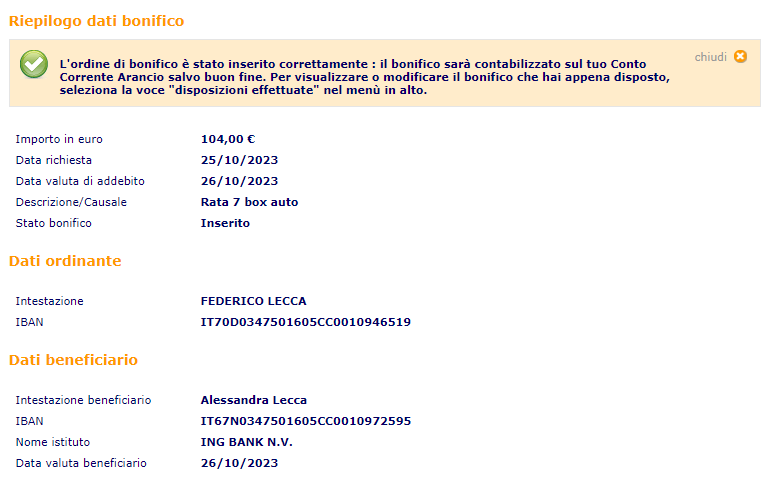 Riepilogo dati bonifico
chiudi
L'ordine di bonifico è stato inserito correttamente : il bonifico sarà contabilizzato sul tuo Conto
Corrente Arancio salvo buon fine. Per visualizzare o modificare il bonifico che hai appena disposto,
seleziona la voce "disposizioni effettuate" nel menù in alto.
Importo in euro 104,00 €
Data richiesta 25/10/2023
Data valuta di addebito 26/10/2023
Descrizione/Causale Rata 7 box auto
Stato bonifico Inserito
Dati ordinante
Intestazione FEDERICO LECCA
IBAN IT70D0347501605CC0010946519
Dati beneficiario
Intestazione beneficiario Alessandra Lecca
IBAN IT67N0347501605CC0010972595
Nome istituto ING BANK N.V.
Data valuta beneficiario 26/10/2023